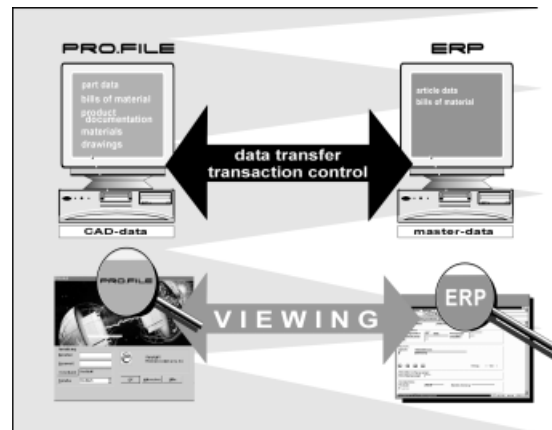 PRO.FILE
ERP
part data
bills of material
product
documentation
materials
drawings
article data
bills of material
data transfer
transaction control
CAD-data
master-data
PRO.FILE
VIEWING
ERP